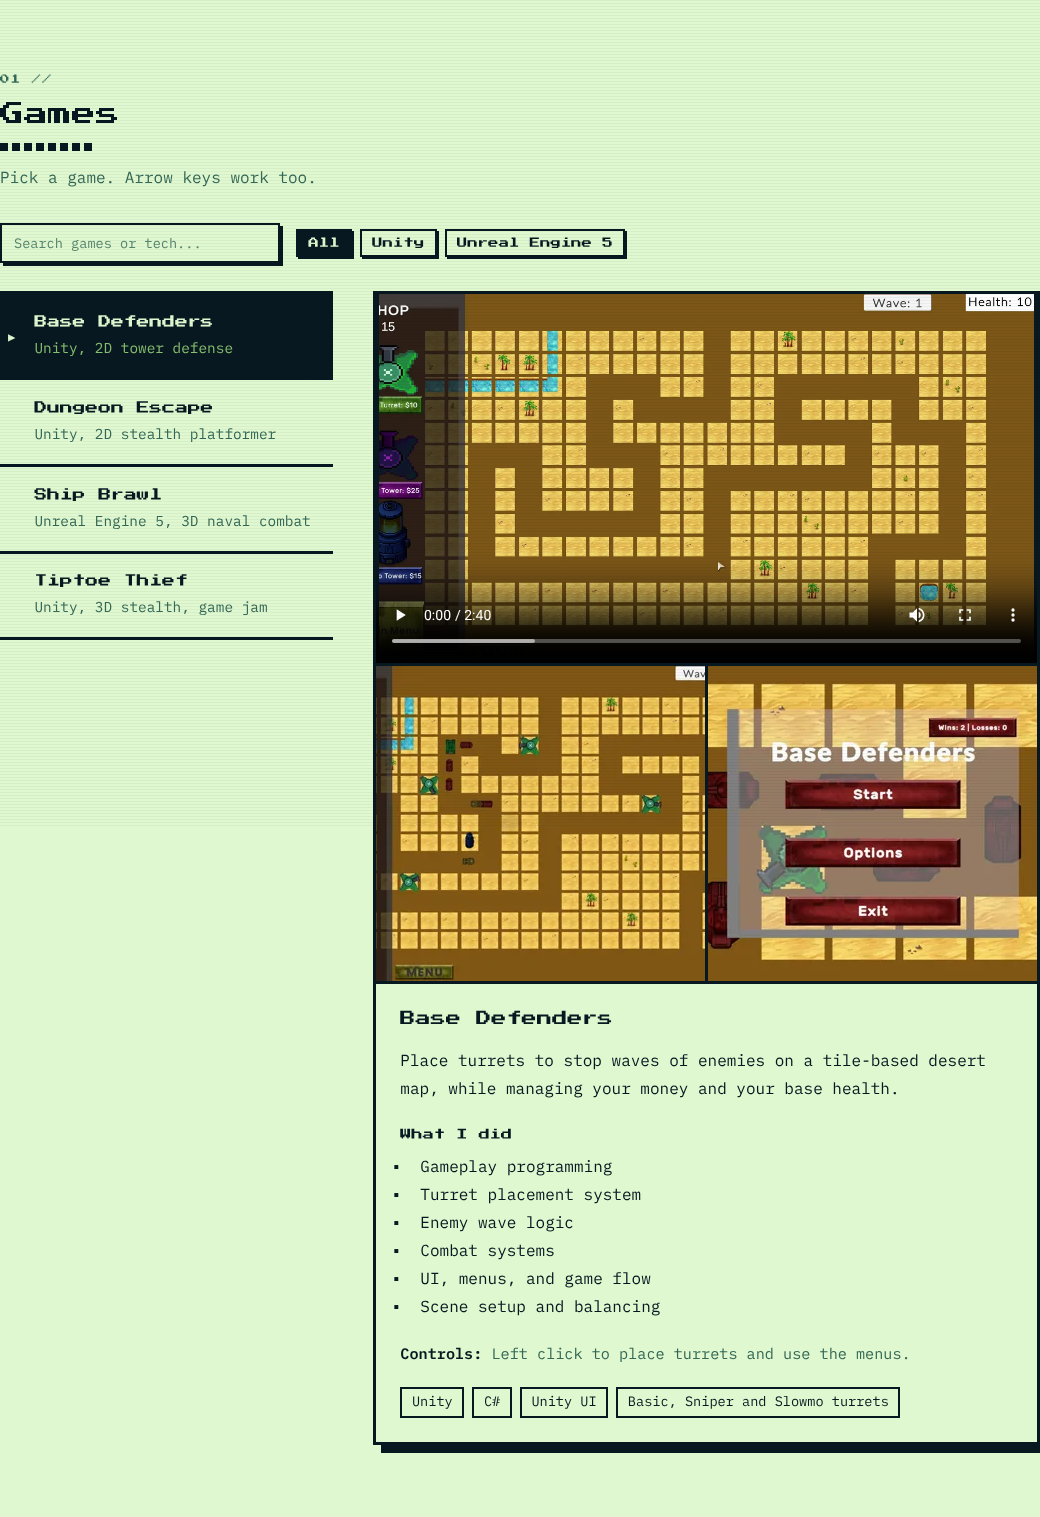 01 //
Games
Pick a game. Arrow keys work too.
Search games or tech...
All
Unity
Unreal Engine 5
Base Defenders
Unity, 2D tower defense
Dungeon Escape
Unity, 2D stealth platformer
Ship Brawl
Unreal Engine 5, 3D naval combat
Tiptoe Thief
Unity, 3D stealth, game jam
HOP
15
Turret: $10
Tower: $25
o Tower: $15
Wave: 1
Health: 10
0:00 / 2:40
Wav
MENU
Wins: 2 | Losses: 0
Base Defenders
Start
Options
Exit
Base Defenders
Place turrets to stop waves of enemies on a tile-based desert
map, while managing your money and your base health.
What I did
▪ Gameplay programming
▪ Turret placement system
▪ Enemy wave logic
▪ Combat systems
▪ UI, menus, and game flow
▪ Scene setup and balancing
Controls: Left click to place turrets and use the menus.
Unity
C#
Unity UI
Basic, Sniper and Slowmo turrets